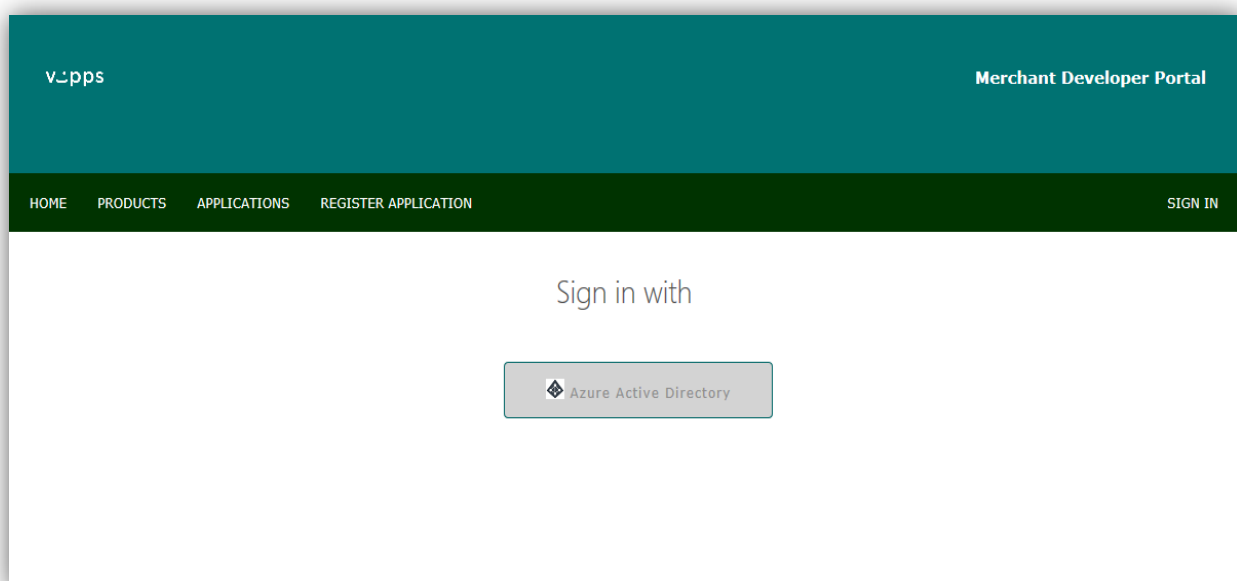 vipps
Merchant Developer Portal
HOME PRODUCTS APPLICATIONS REGISTER APPLICATION SIGN IN
Sign in with
Azure Active Directory